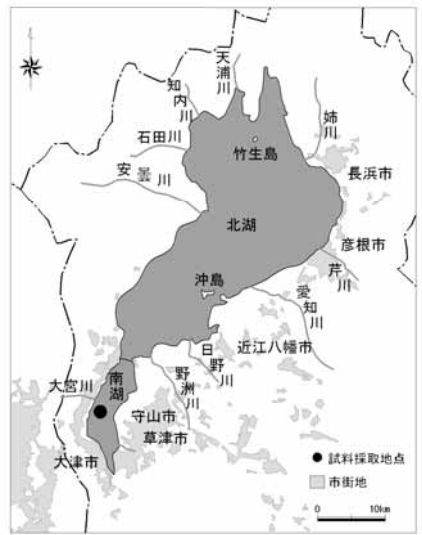 天浦川
知内川
石田川
姉川
安曇川
竹生島
長浜市
北湖
彦根市
芹川
沖島
愛知川
近江八幡市
日野川
野洲川
大宮川
南湖
守山市
草津市
大津市
試料採取地点
市街地
0 10km